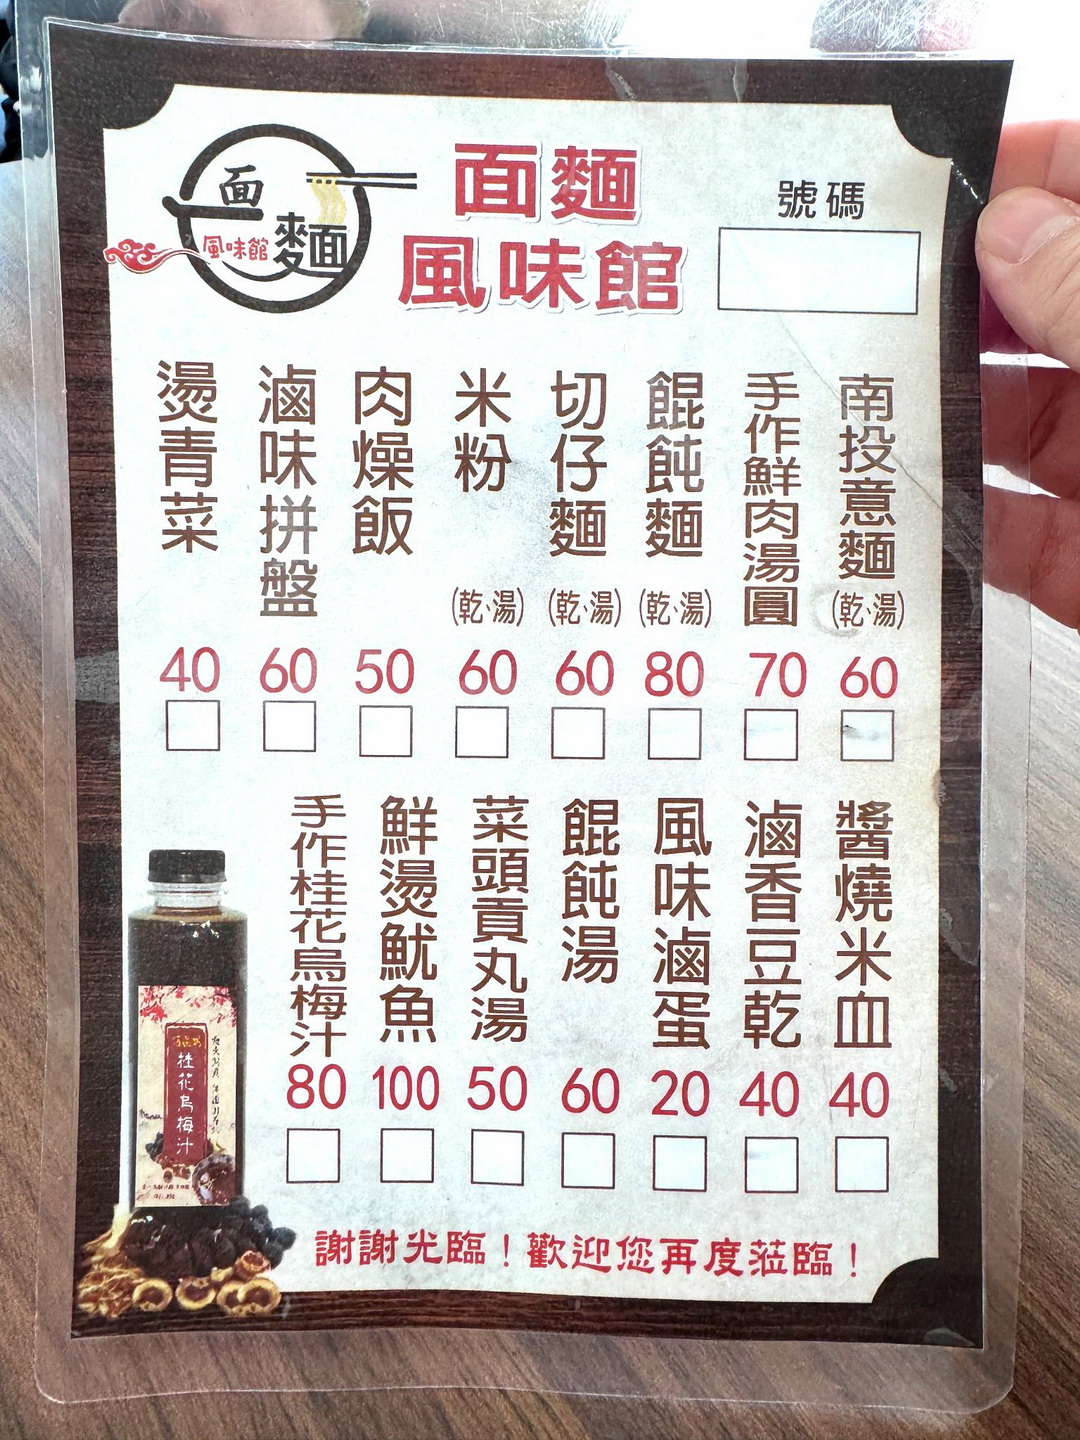 面
麵
風味館
面麵
風味館
號碼
南投意麵
(乾·湯)
60
手作鮮肉湯圓
70
餛飩麵
(乾·湯)
80
切仔麵
(乾·湯)
60
米粉
(乾·湯)
60
肉燥飯
50
滷味拼盤
60
燙青菜
40
醬燒米血
40
滷香豆乾
40
風味滷蛋
20
餛飩湯
60
菜頭貢丸湯
50
鮮燙魷魚
100
手作桂花烏梅汁
80
桂花烏梅汁
謝謝光臨！歡迎您再度蒞臨！